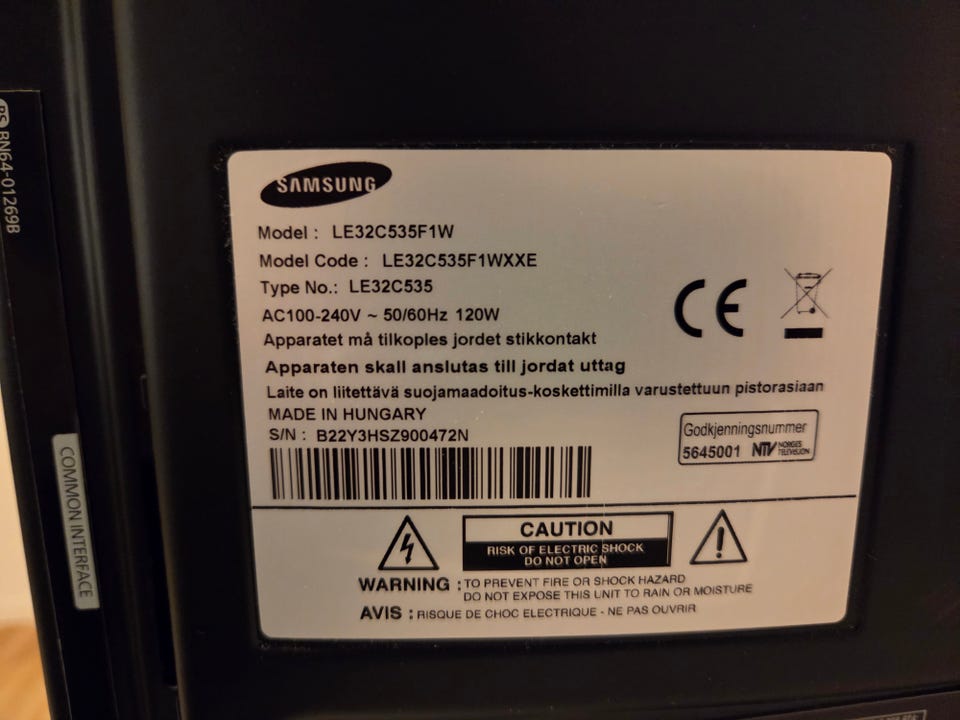 RS BN64-01269B
COMMON INTERFACE
SAMSUNG
Model : LE32C535F1W
Model Code : LE32C535F1WXXE
Type No.: LE32C535
AC100-240V ~ 50/60Hz 120W
Apparatet må tilkoples jordet stikkontakt
Apparaten skall anslutas till jordat uttag
Laite on liitettävä suojamaadoitus-koskettimilla varustettuun pistorasiaan
MADE IN HUNGARY
S/N : B22Y3HSZ900472N
CE
Godkjenningsnummer
5645001 NTV NORGES TELEVISJON
CAUTION
RISK OF ELECTRIC SHOCK
DO NOT OPEN
WARNING : TO PREVENT FIRE OR SHOCK HAZARD
DO NOT EXPOSE THIS UNIT TO RAIN OR MOISTURE
AVIS : RISQUE DE CHOC ELECTRIQUE - NE PAS OUVRIR